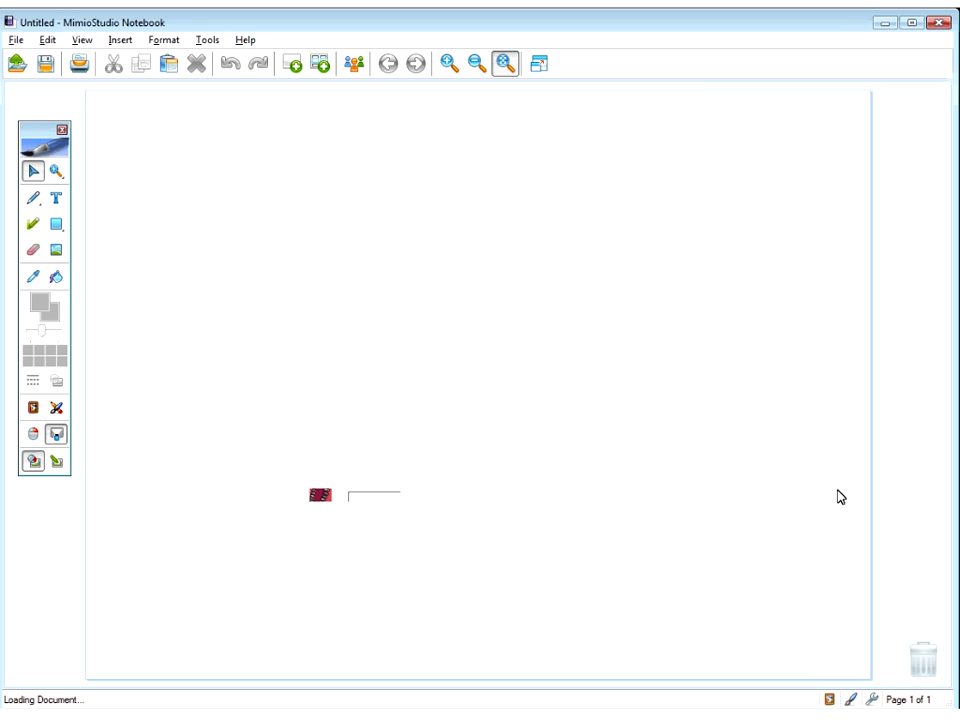 Untitled - MimioStudio Notebook
File Edit View Insert Format Tools Help
T
Loading Document...
Page 1 of 1